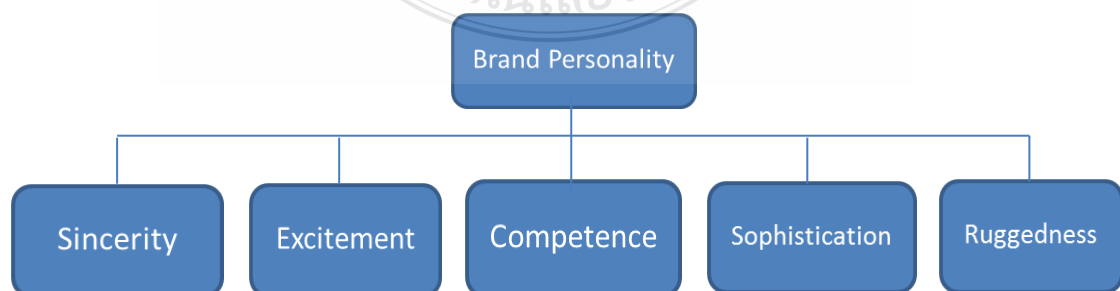 Brand Personality
Sincerity
Excitement
Competence
Sophistication
Ruggedness